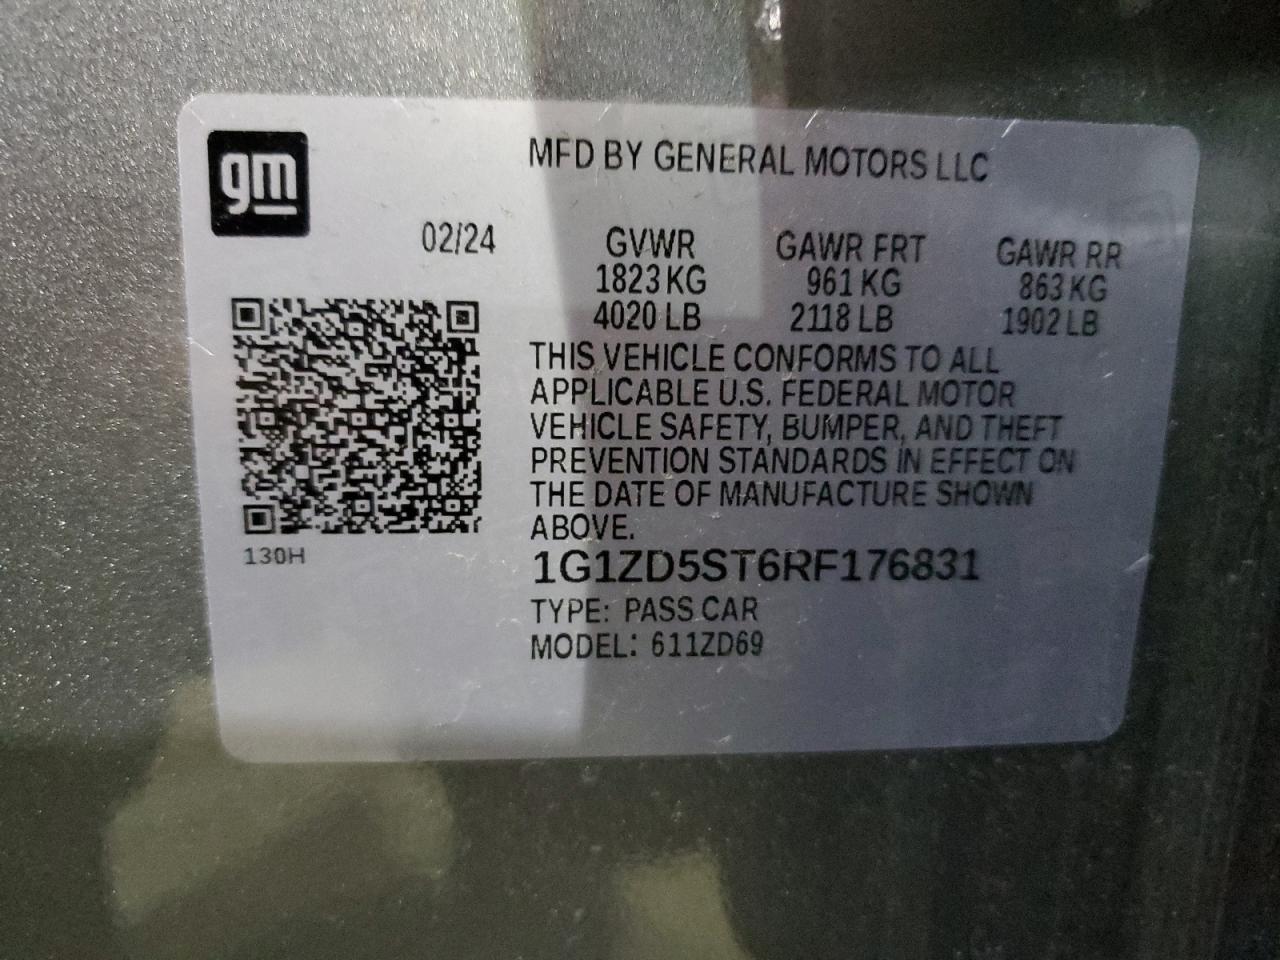 gm
MFD BY GENERAL MOTORS LLC
02/24
GVWR GAWR FRT GAWR RR
1823 KG 961 KG 863 KG
4020 LB 2118 LB 1902 LB
THIS VEHICLE CONFORMS TO ALL
APPLICABLE U.S. FEDERAL MOTOR
VEHICLE SAFETY, BUMPER, AND THEFT
PREVENTION STANDARDS IN EFFECT ON
THE DATE OF MANUFACTURE SHOWN
ABOVE.
130H
1G1ZD5ST6RF176831
TYPE: PASS CAR
MODEL: 611ZD69